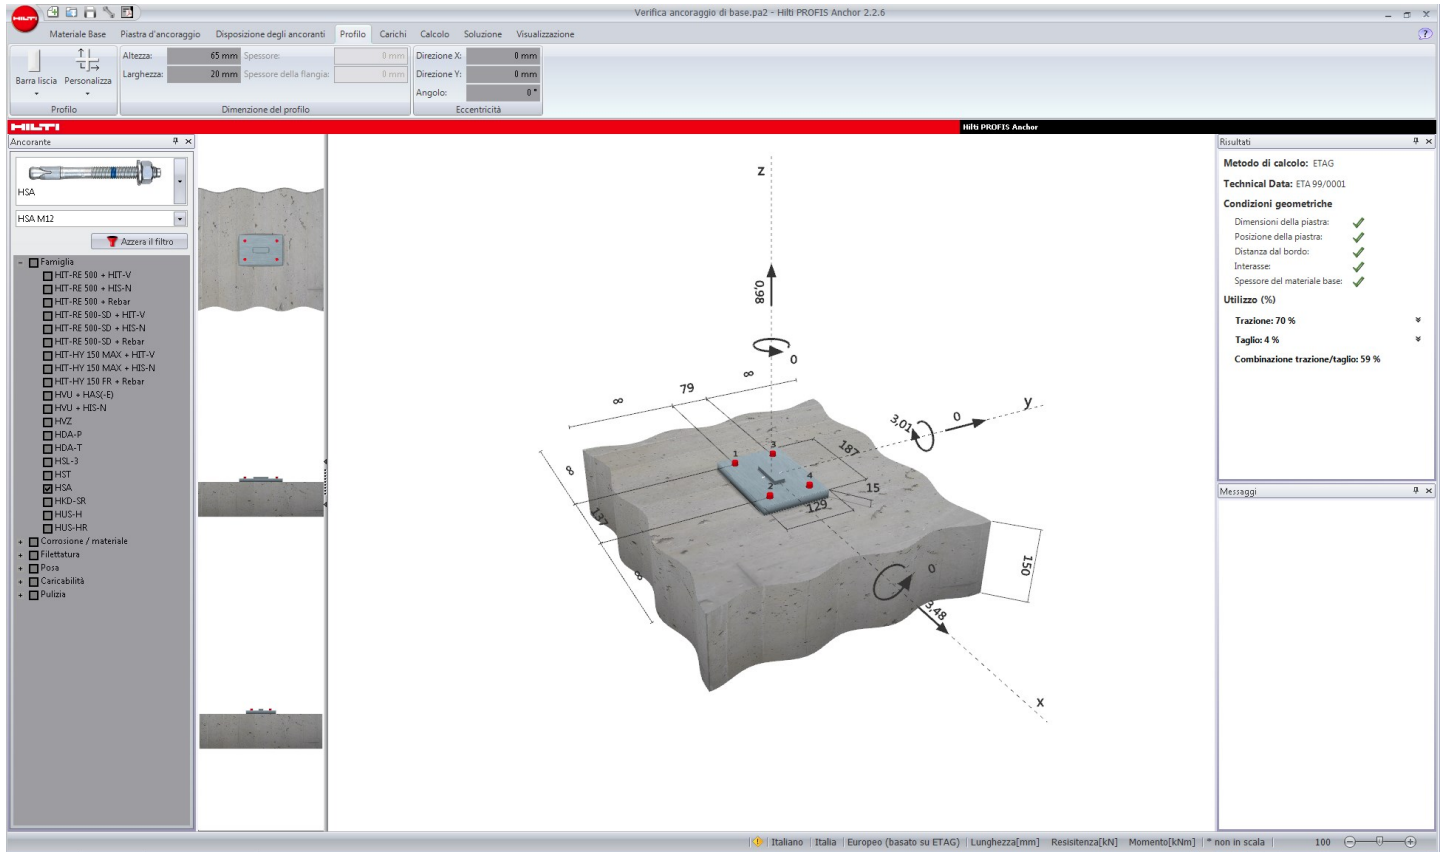 HILTI
Verifica ancoraggio di base.pa2 - Hilti PROFIS Anchor 2.2.6
Materiale Base Piastra d'ancoraggio Disposizione degli ancoranti Profilo Carichi Calcolo Soluzione Visualizzazione
Barra liscia Personalizza
Profilo
Altezza: 65 mm Spessore: 0 mm
Larghezza: 20 mm Spessore della flangia: 0 mm
Dimenzione del profilo
Direzione X: 0 mm
Direzione Y: 0 mm
Angolo: 0 °
Eccentricità
HILTI
Hilti PROFIS Anchor
Ancorante
HSA
HSA M12
Azzera il filtro
Famiglia
HIT-RE 500 + HIT-V
HIT-RE 500 + HIS-N
HIT-RE 500 + Rebar
HIT-RE 500-SD + HIT-V
HIT-RE 500-SD + HIS-N
HIT-RE 500-SD + Rebar
HIT-HY 150 MAX + HIT-V
HIT-HY 150 MAX + HIS-N
HIT-HY 150 FR + Rebar
HVU + HAS(-E)
HVU + HIS-N
HVZ
HDA-P
HDA-T
HSL-3
HST
HSA
HKD-SR
HUS-H
HUS-HR
Corrosione / materiale
Filettatura
Posa
Caricabilità
Pulizia
z
0,98
0
∞
79
∞
y
0
3,01
3
1
187
4
2
15
129
∞
137
∞
150
0
3,48
x
Risultati
Metodo di calcolo: ETAG
Technical Data: ETA 99/0001
Condizioni geometriche
Dimensioni della piastra:
Posizione della piastra:
Distanza dal bordo:
Interasse:
Spessore del materiale base:
Utilizzo (%)
Trazione: 70 %
Taglio: 4 %
Combinazione trazione/taglio: 59 %
Messaggi
Italiano | Italia | Europeo (basato su ETAG) | Lunghezza[mm] Resisitenza[kN] Momento[kNm] | * non in scala | 100